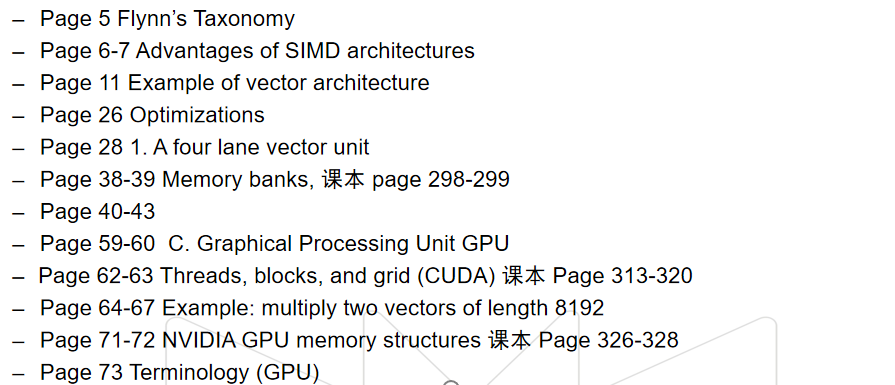 – Page 5 Flynn’s Taxonomy
– Page 6-7 Advantages of SIMD architectures
– Page 11 Example of vector architecture
– Page 26 Optimizations
– Page 28 1. A four lane vector unit
– Page 38-39 Memory banks, 课本 page 298-299
– Page 40-43
– Page 59-60  C. Graphical Processing Unit GPU
– Page 62-63 Threads, blocks, and grid (CUDA) 课本 Page 313-320
– Page 64-67 Example: multiply two vectors of length 8192
– Page 71-72 NVIDIA GPU memory structures 课本 Page 326-328
– Page 73 Terminology (GPU)